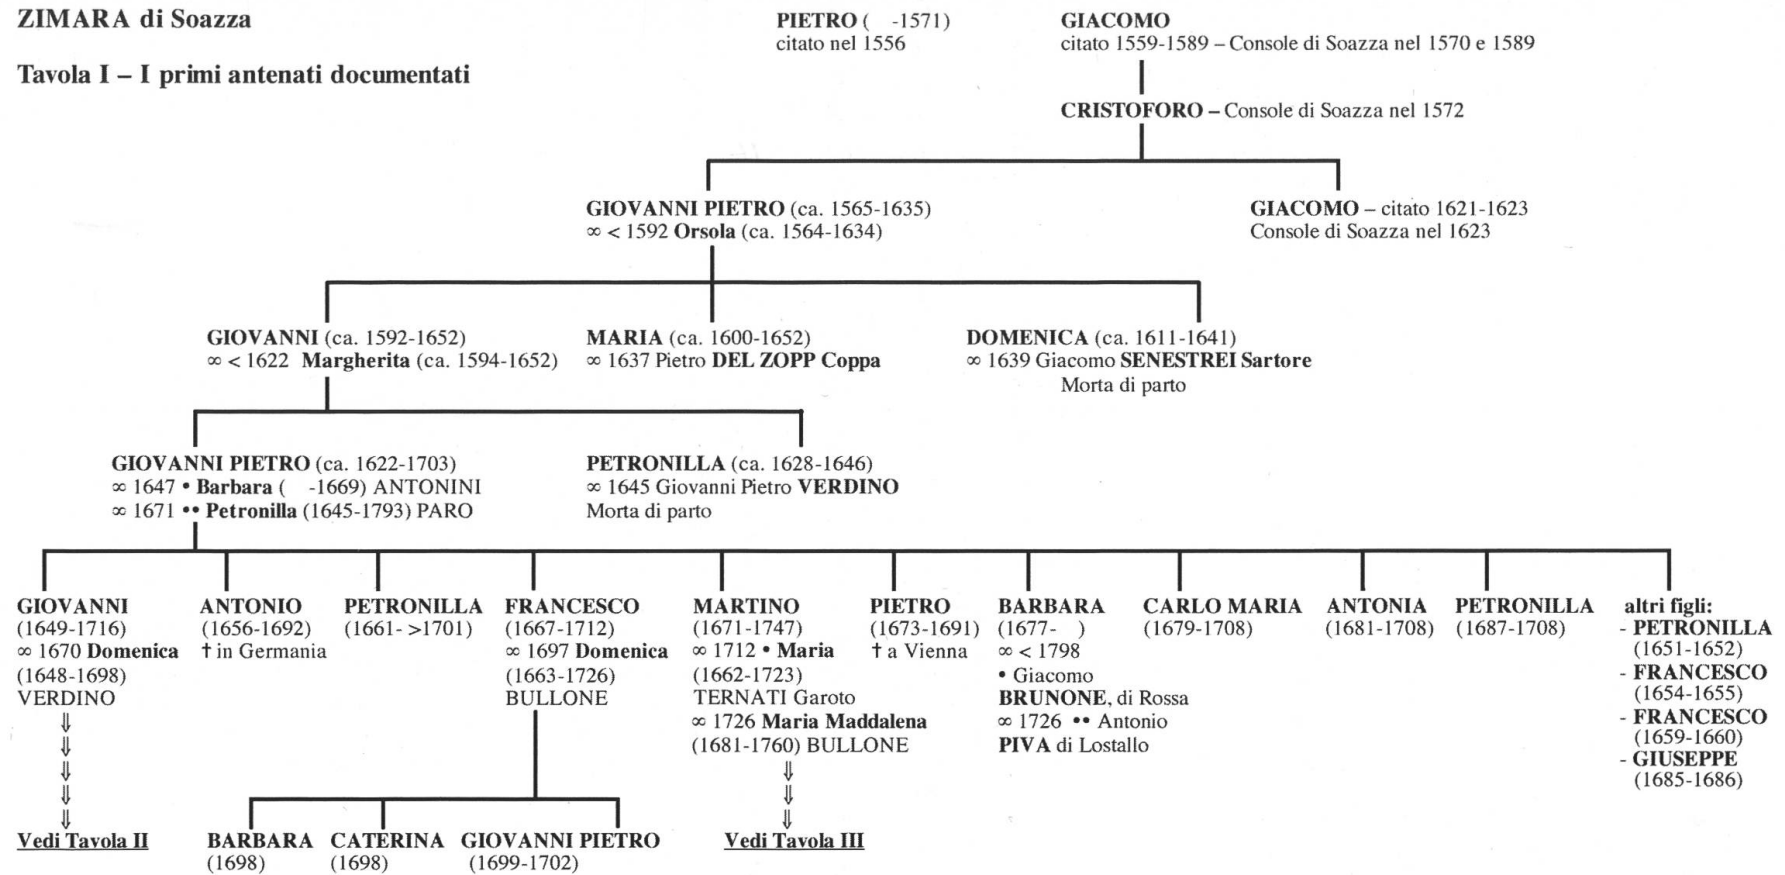 ZIMARA di Soazza
Tavola I – I primi antenati documentati
PIETRO ( -1571)
citato nel 1556
GIACOMO
citato 1559-1589 – Console di Soazza nel 1570 e 1589
CRISTOFORO – Console di Soazza nel 1572
GIOVANNI PIETRO (ca. 1565-1635)
∞ < 1592 Orsola (ca. 1564-1634)
GIACOMO – citato 1621-1623
Console di Soazza nel 1623
GIOVANNI (ca. 1592-1652)
∞ < 1622 Margherita (ca. 1594-1652)
MARIA (ca. 1600-1652)
∞ 1637 Pietro DEL ZOPP Coppa
DOMENICA (ca. 1611-1641)
∞ 1639 Giacomo SENESTREI Sartore
Morta di parto
GIOVANNI PIETRO (ca. 1622-1703)
∞ 1647 • Barbara ( -1669) ANTONINI
∞ 1671 •• Petronilla (1645-1793) PARO
PETRONILLA (ca. 1628-1646)
∞ 1645 Giovanni Pietro VERDINO
Morta di parto
GIOVANNI
(1649-1716)
∞ 1670 Domenica
(1648-1698)
VERDINO
⇓
⇓
⇓
⇓
⇓
Vedi Tavola II
ANTONIO
(1656-1692)
† in Germania
PETRONILLA
(1661- >1701)
FRANCESCO
(1667-1712)
∞ 1697 Domenica
(1663-1726)
BULLONE
BARBARA
(1698)
CATERINA
(1698)
GIOVANNI PIETRO
(1699-1702)
MARTINO
(1671-1747)
∞ 1712 • Maria
(1662-1723)
TERNATI Garoto
∞ 1726 Maria Maddalena
(1681-1760) BULLONE
⇓
⇓
⇓
Vedi Tavola III
PIETRO
(1673-1691)
† a Vienna
BARBARA
(1677- )
∞ < 1798
• Giacomo
BRUNONE, di Rossa
∞ 1726 •• Antonio
PIVA di Lostallo
CARLO MARIA
(1679-1708)
ANTONIA
(1681-1708)
PETRONILLA
(1687-1708)
altri figli:
- PETRONILLA
(1651-1652)
- FRANCESCO
(1654-1655)
- FRANCESCO
(1659-1660)
- GIUSEPPE
(1685-1686)